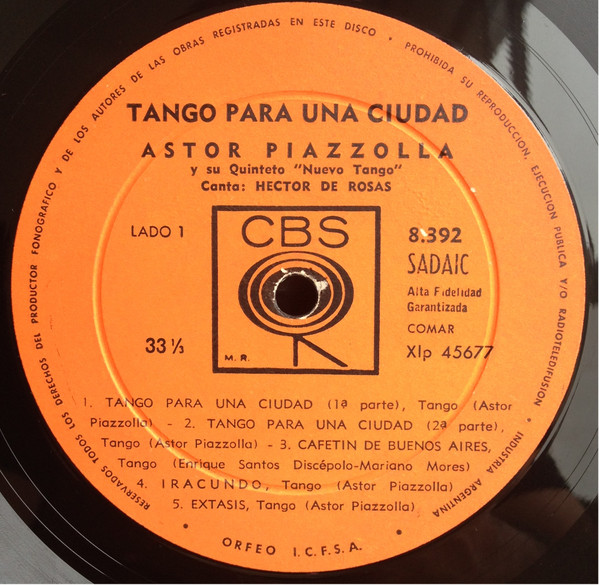 RESERVADOS TODOS LOS DERECHOS DEL PRODUCTOR FONOGRAFICO Y DE LOS AUTORES DE LAS OBRAS REGISTRADAS EN ESTE DISCO • PROHIBIDA SU REPRODUCCION, EJECUCION PUBLICA Y/O RADIOTELEDIFUSION • INDUSTRIA ARGENTINA
TANGO PARA UNA CIUDAD
ASTOR PIAZZOLLA
y su Quinteto "Nuevo Tango"
Canta: HECTOR DE ROSAS
LADO 1
CBS
8.392
SADAIC
Alta Fidelidad
Garantizada
COMAR
33 ⅓
M. R.
Xlp 45677
1. TANGO PARA UNA CIUDAD (1ª parte), Tango (Astor
Piazzolla) - 2. TANGO PARA UNA CIUDAD (2ª parte),
Tango (Astor Piazzolla) - 3. CAFETIN DE BUENOS AIRES,
Tango (Enrique Santos Discépolo-Mariano Mores)
4. IRACUNDO, Tango (Astor Piazzolla)
5. EXTASIS, Tango (Astor Piazzolla)
• ORFEO I.C.F.S.A. •